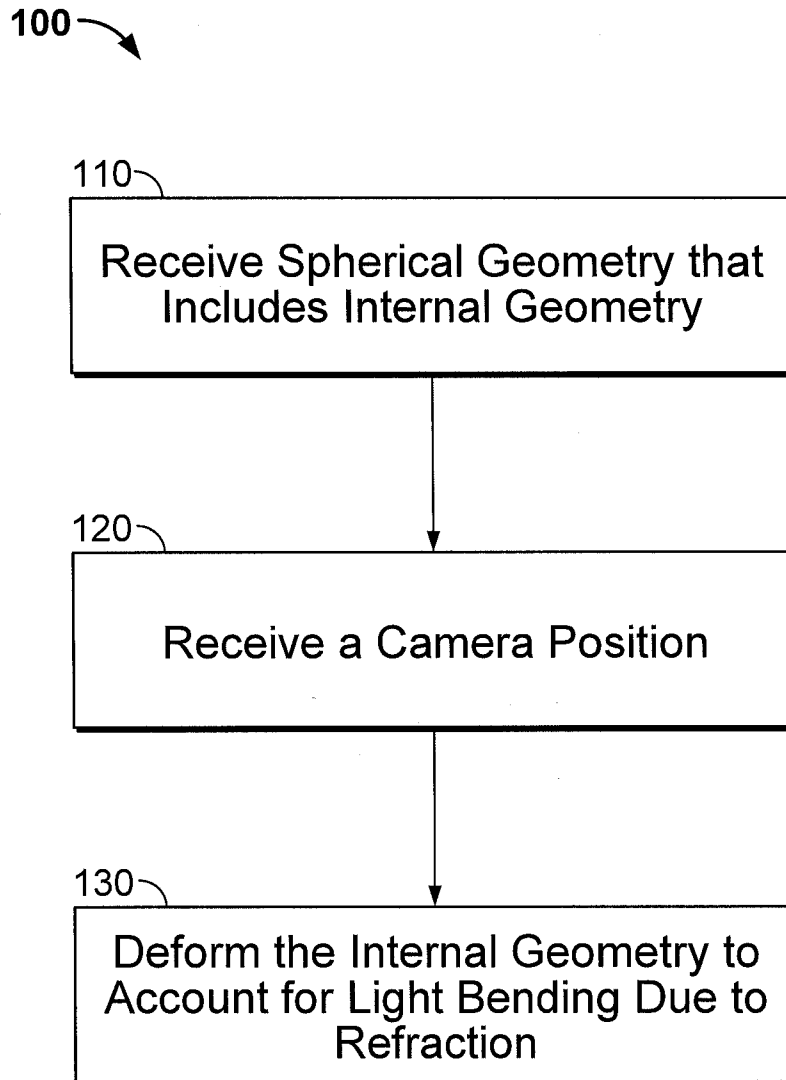 100
110
Receive Spherical Geometry that
Includes Internal Geometry
120
Receive a Camera Position
130
Deform the Internal Geometry to
Account for Light Bending Due to
Refraction